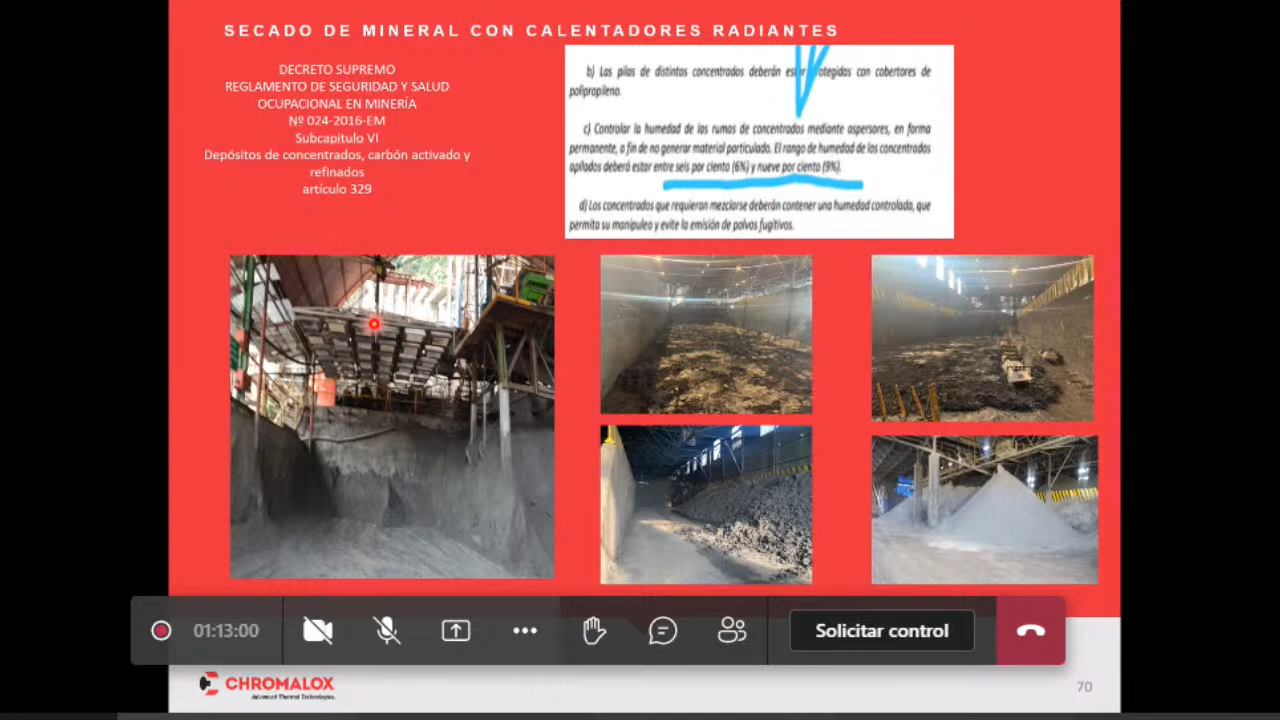 SECADO DE MINERAL CON CALENTADORES RADIANTES
DECRETO SUPREMO
REGLAMENTO DE SEGURIDAD Y SALUD
OCUPACIONAL EN MINERÍA
Nº 024-2016-EM
Subcapitulo VI
Depósitos de concentrados, carbón activado y
refinados
artículo 329
b) Las pilas de distintos concentrados deberán con cobertores de
polipropileno.
c) Controlar la humedad de las rumas de concentrados mediante aspersores, en forma
permanente, a fin de no generar material particulado. El rango de humedad de los concentrados
apilados deberá estar entre seis por ciento (6%) y nueve por ciento (9%).
d) Los concentrados que requieran mezclarse deberán contener una humedad controlada, que
permita su manipuleo y evite la emisión de polvos fugitivos.
01:13:00
Solicitar control
CHROMALOX
Advanced Thermal Technologies
70